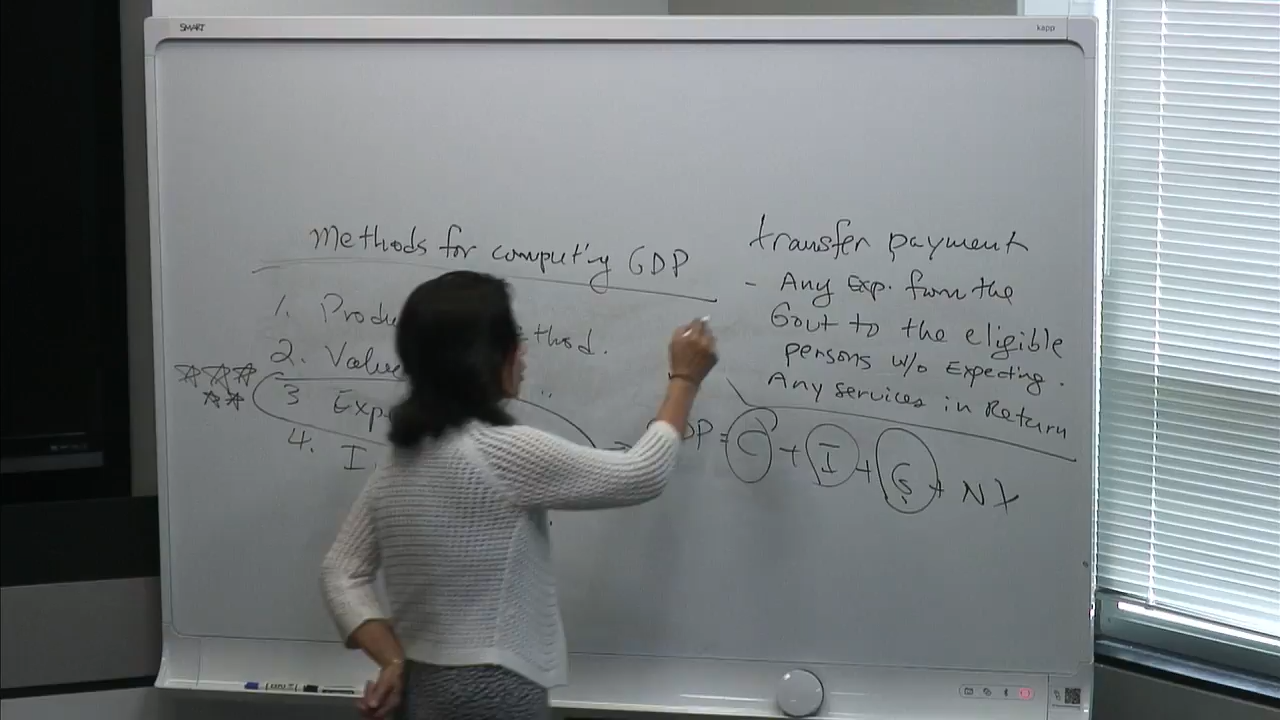 SMART
kapp
Methods for computing GDP
1. Produ thod.
2. Value
3 Exp
4. I.
transfer payment
- Any Exp. from the
Govt to the eligible
persons w/o Expecting.
Any services in Return
GDP = C + I + G + NX